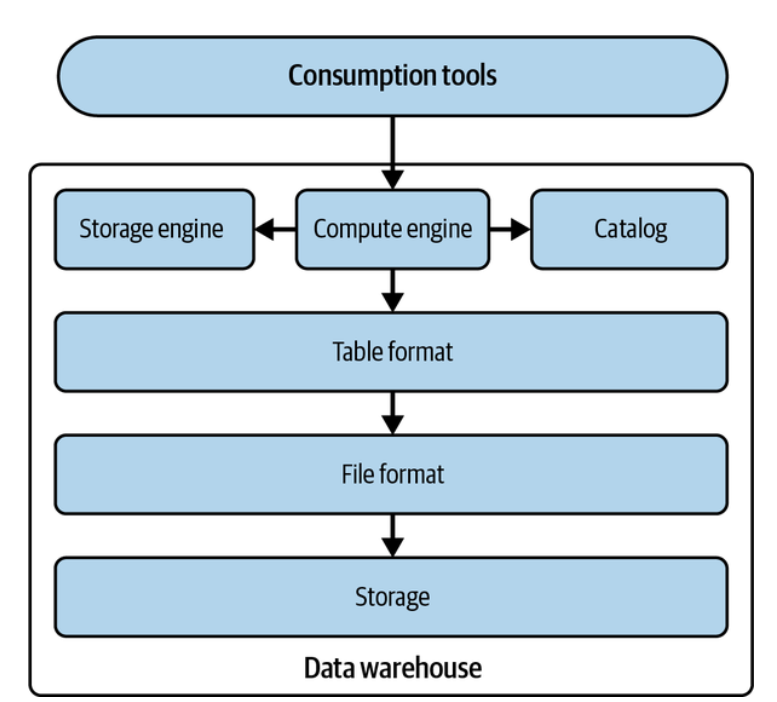 Consumption tools
Storage engine
Compute engine
Catalog
Table format
File format
Storage
Data warehouse